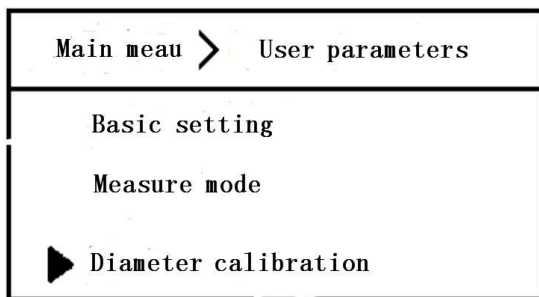 Main meau > User parameters
Basic setting
Measure mode
Diameter calibration